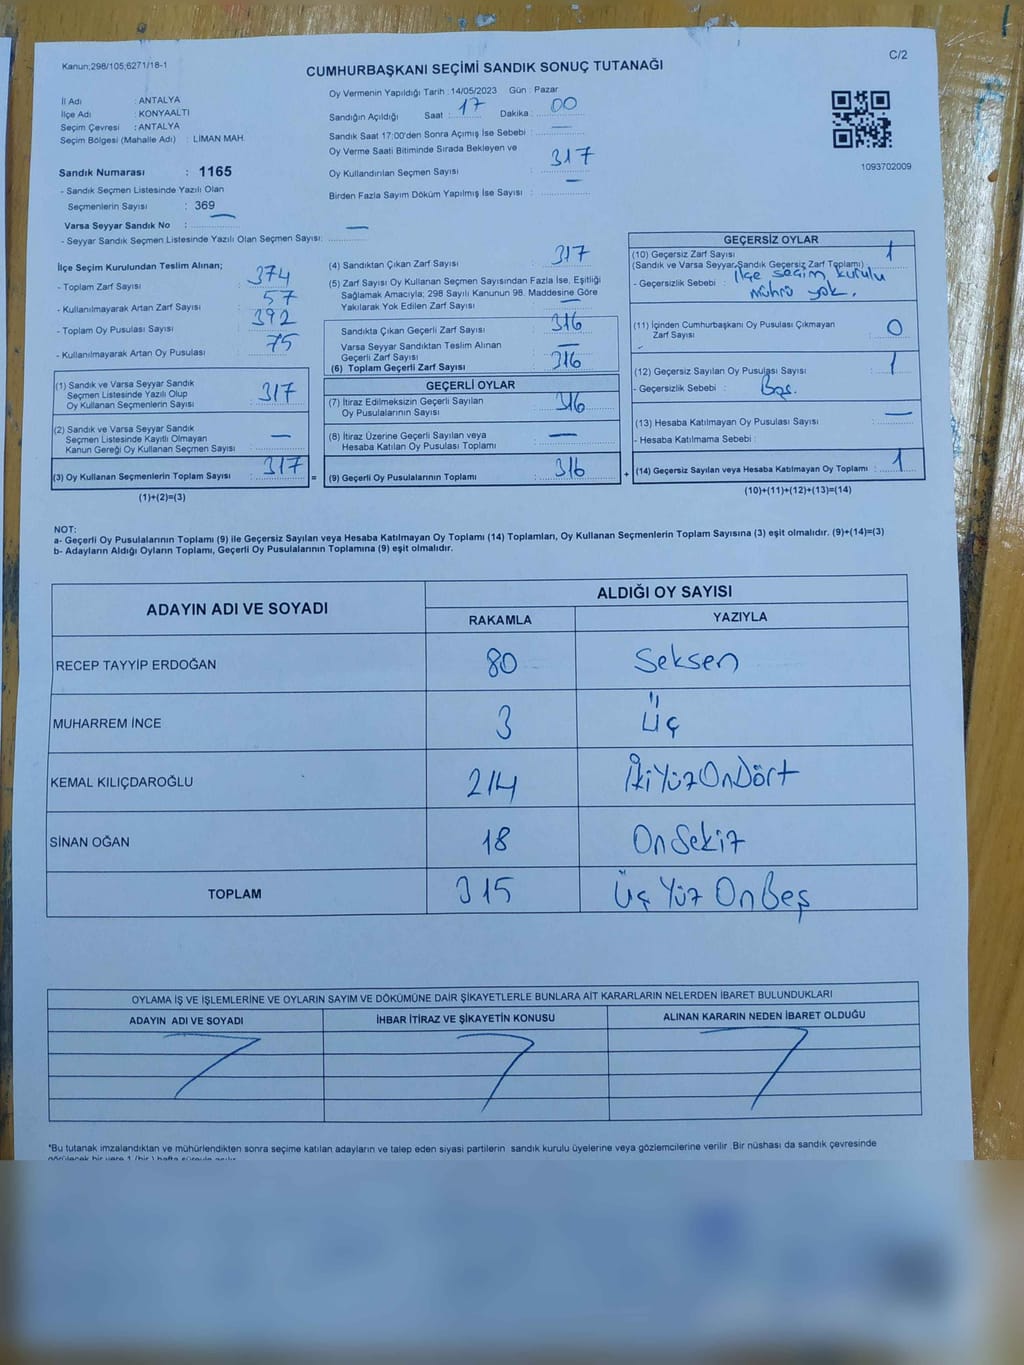 Kanun;298/105;6271/18-1
C/2
CUMHURBAŞKANI SEÇİMİ SANDIK SONUÇ TUTANAĞI
İl Adı : ANTALYA
İlçe Adı : KONYAALTI
Seçim Çevresi : ANTALYA
Seçim Bölgesi (Mahalle Adı) : LİMAN MAH.
Oy Vermenin Yapıldığı Tarih : 14/05/2023 Gün : Pazar
Sandığın Açıldığı Saat : 17 Dakika : 00
Sandık Saat 17:00'den Sonra Açımış İse Sebebi : —
Oy Verme Saati Bitiminde Sırada Bekleyen ve
Oy Kullandırılan Seçmen Sayısı : 317
Birden Fazla Sayım Döküm Yapılmış İse Sayısı : —
1093702009
Sandık Numarası : 1165
- Sandık Seçmen Listesinde Yazılı Olan
Seçmenlerin Sayısı : 369
Varsa Seyyar Sandık No : —
- Seyyar Sandık Seçmen Listesinde Yazılı Olan Seçmen Sayısı: —
İlçe Seçim Kurulundan Teslim Alınan;
- Toplam Zarf Sayısı : 374
- Kullanılmayarak Artan Zarf Sayısı : 57
- Toplam Oy Pusulası Sayısı : 392
- Kullanılmayarak Artan Oy Pusulası : 75
(1) Sandık ve Varsa Seyyar Sandık
Seçmen Listesinde Yazılı Olup
Oy Kullanan Seçmenlerin Sayısı : 317
(2) Sandık ve Varsa Seyyar Sandık
Seçmen Listesinde Kayıtlı Olmayan
Kanun Gereği Oy Kullanan Seçmen Sayısı : —
(3) Oy Kullanan Seçmenlerin Toplam Sayısı : 317 =
(1)+(2)=(3)
(4) Sandıktan Çıkan Zarf Sayısı : 317
(5) Zarf Sayısı Oy Kullanan Seçmen Sayısından Fazla İse, Eşitliği
Sağlamak Amacıyla; 298 Sayılı Kanunun 98. Maddesine Göre
Yakılarak Yok Edilen Zarf Sayısı : —
Sandıkta Çıkan Geçerli Zarf Sayısı : 316
Varsa Seyyar Sandıktan Teslim Alınan
Geçerli Zarf Sayısı : —
(6) Toplam Geçerli Zarf Sayısı : 316
GEÇERLİ OYLAR
(7) İtiraz Edilmeksizin Geçerli Sayılan
Oy Pusulalarının Sayısı : 316
(8) İtiraz Üzerine Geçerli Sayılan veya
Hesaba Katılan Oy Pusulası Toplamı : —
(9) Geçerli Oy Pusulalarının Toplamı : 316 +
GEÇERSİZ OYLAR
(10) Geçersiz Zarf Sayısı : 1
(Sandık ve Varsa Seyyar Sandık Geçersiz Zarf Toplamı)
- Geçersizlik Sebebi : İlçe seçim kurulu
mührü yok.
(11) İçinden Cumhurbaşkanı Oy Pusulası Çıkmayan
Zarf Sayısı : 0
(12) Geçersiz Sayılan Oy Pusulası Sayısı : 1
- Geçersizlik Sebebi : Boş.
(13) Hesaba Katılmayan Oy Pusulası Sayısı : —
- Hesaba Katılmama Sebebi :
(14) Geçersiz Sayılan veya Hesaba Katılmayan Oy Toplamı : 1
(10)+(11)+(12)+(13)=(14)
NOT:
a- Geçerli Oy Pusulalarının Toplamı (9) ile Geçersiz Sayılan veya Hesaba Katılmayan Oy Toplamı (14) Toplamları, Oy Kullanan Seçmenlerin Toplam Sayısına (3) eşit olmalıdır. (9)+(14)=(3)
b- Adayların Aldığı Oyların Toplamı, Geçerli Oy Pusulalarının Toplamına (9) eşit olmalıdır.
ADAYIN ADI VE SOYADI ALDIĞI OY SAYISI
RAKAMLA YAZIYLA
RECEP TAYYİP ERDOĞAN 80 Seksen
MUHARREM İNCE 3 Üç
KEMAL KILIÇDAROĞLU 214 İkiYüzOnDört
SİNAN OĞAN 18 OnSekiz
TOPLAM 315 Üç Yüz OnBeş
OYLAMA İŞ VE İŞLEMLERİNE VE OYLARIN SAYIM VE DÖKÜMÜNE DAİR ŞİKAYETLERLE BUNLARA AİT KARARLARIN NELERDEN İBARET BULUNDUKLARI
ADAYIN ADI VE SOYADI İHBAR İTİRAZ VE ŞİKAYETİN KONUSU ALINAN KARARIN NEDEN İBARET OLDUĞU
*Bu tutanak imzalandıktan ve mühürlendikten sonra seçime katılan adayların ve talep eden siyasi partilerin sandık kurulu üyelerine veya gözlemcilerine verilir. Bir nüshası da sandık çevresinde